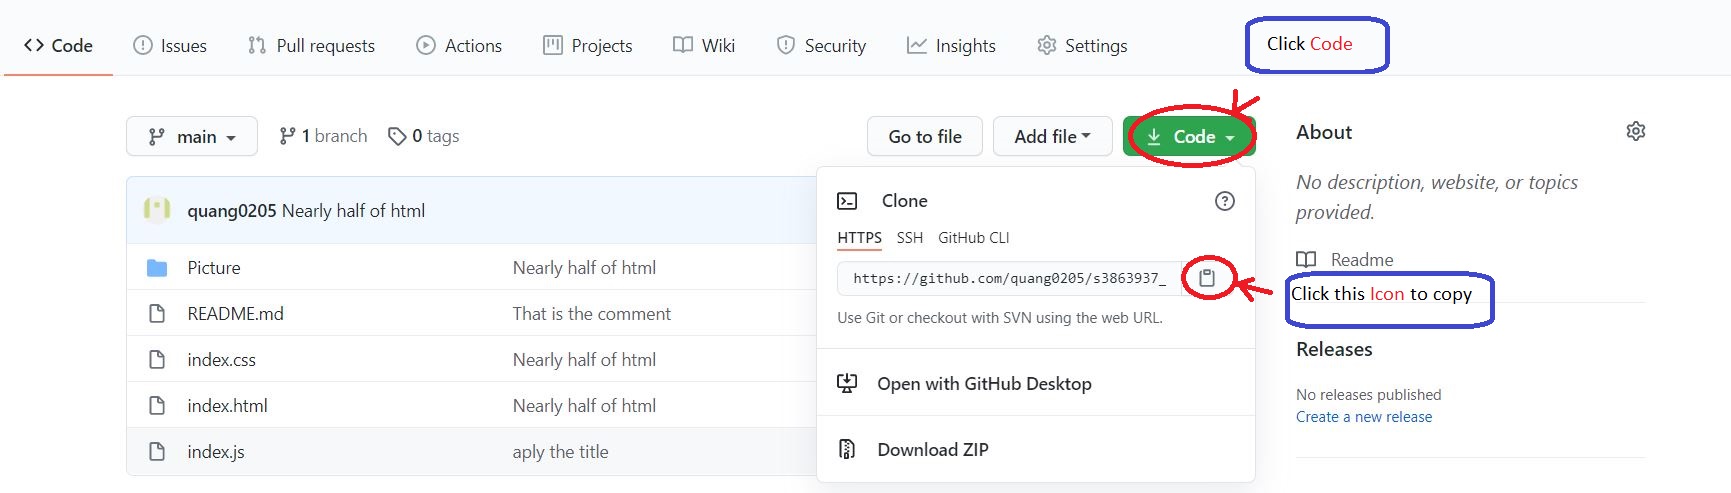 Code Issues Pull requests Actions Projects Wiki Security Insights Settings
Click Code
main 1 branch 0 tags Go to file Add file Code
About
No description, website, or topics
provided.
Readme
Click this Icon to copy
Releases
No releases published
Create a new release
quang0205 Nearly half of html
Picture Nearly half of html
README.md That is the comment
index.css Nearly half of html
index.html Nearly half of html
index.js aply the title
Clone
HTTPS SSH GitHub CLI
https://github.com/quang0205/s3863937_
Use Git or checkout with SVN using the web URL.
Open with GitHub Desktop
Download ZIP